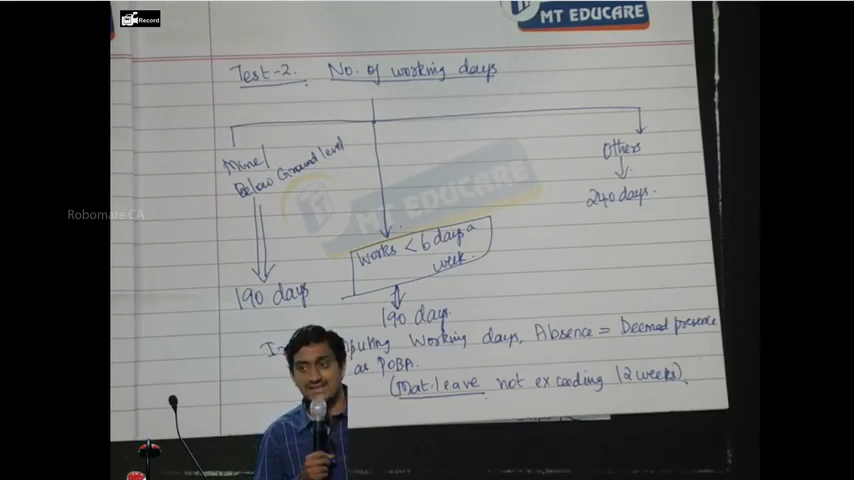 Record
MT EDUCARE
Test-2. No. of working days
Mine/
Below Ground level
Others
240 days.
MT EDUCARE
Robomate CA
Works < 6 days a
week.
190 days
190 days
puting Working days, Absence = Deemed presence
as POBA.
(Mat. leave not exceeding 12 weeks).